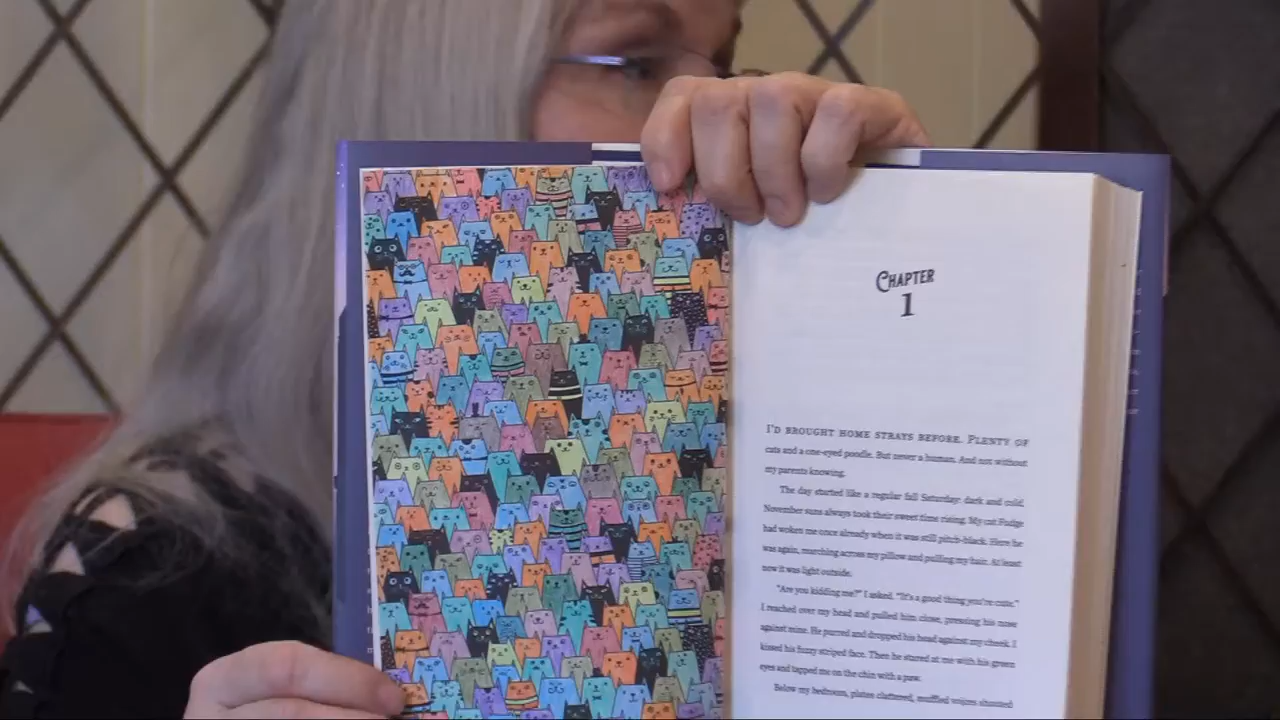 CHAPTER
1
I'D BROUGHT HOME STRAYS BEFORE. PLENTY OF
cats and a one-eyed poodle. But never a human. And not without
my parents knowing.
The day started like a regular fall Saturday: dark and cold.
November suns always took their sweet time rising. My cat Fudge
had woken me once already when it was still pitch-black. Here he
was again, marching across my pillow and pulling my hair. At least
now it was light outside.
"Are you kidding me?" I asked. "It's a good thing you're cute."
I reached over my head and pulled him close, pressing his nose
against mine. He purred and dropped his head against my cheek. I
kissed his fuzzy striped face. Then he stared at me with his green
eyes and tapped me on the chin with a paw.
Below my bedroom, plates clattered, muffled voices shouted